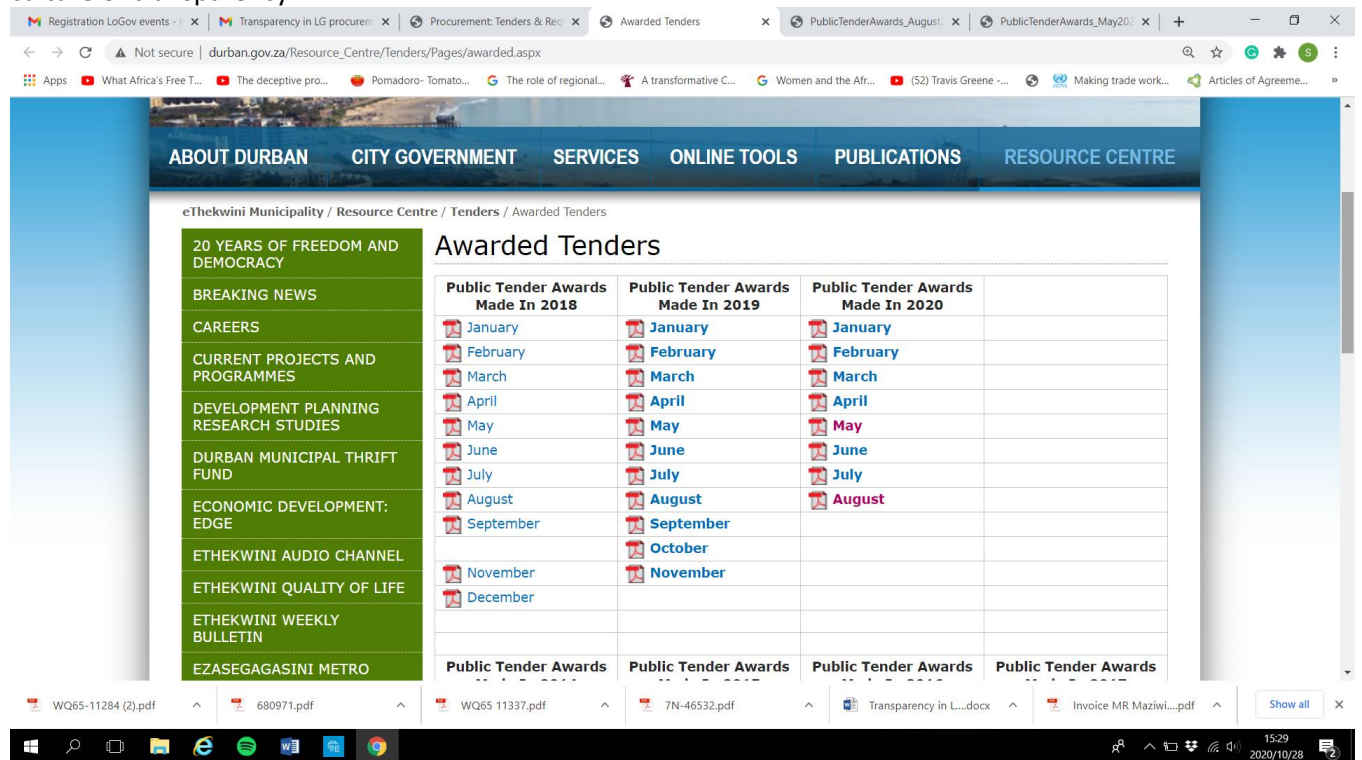 Registration LoGov events - r
Transparency in LG procurem
Procurement: Tenders & Req
Awarded Tenders
PublicTenderAwards_August2
PublicTenderAwards_May202
Not secure | durban.gov.za/Resource_Centre/Tenders/Pages/awarded.aspx
Apps What Africa's Free T... The deceptive pro... Pomadoro- Tomato... The role of regional... A transformative C... Women and the Afr... (52) Travis Greene -... Making trade work... Articles of Agreeme... »
ABOUT DURBAN CITY GOVERNMENT SERVICES ONLINE TOOLS PUBLICATIONS RESOURCE CENTRE
eThekwini Municipality / Resource Centre / Tenders / Awarded Tenders
20 YEARS OF FREEDOM AND
DEMOCRACY
BREAKING NEWS
CAREERS
CURRENT PROJECTS AND
PROGRAMMES
DEVELOPMENT PLANNING
RESEARCH STUDIES
DURBAN MUNICIPAL THRIFT
FUND
ECONOMIC DEVELOPMENT:
EDGE
ETHEKWINI AUDIO CHANNEL
ETHEKWINI QUALITY OF LIFE
ETHEKWINI WEEKLY
BULLETIN
EZASEGAGASINI METRO
Awarded Tenders
Public Tender Awards Made In 2018 Public Tender Awards Made In 2019 Public Tender Awards Made In 2020
January January January
February February February
March March March
April April April
May May May
June June June
July July July
August August August
September September
October
November November
December
Public Tender Awards Public Tender Awards Public Tender Awards Public Tender Awards
WQ65-11284 (2).pdf 680971.pdf WQ65 11337.pdf 7N-46532.pdf Transparency in L....docx Invoice MR Maziwi....pdf Show all
15:29
2020/10/28